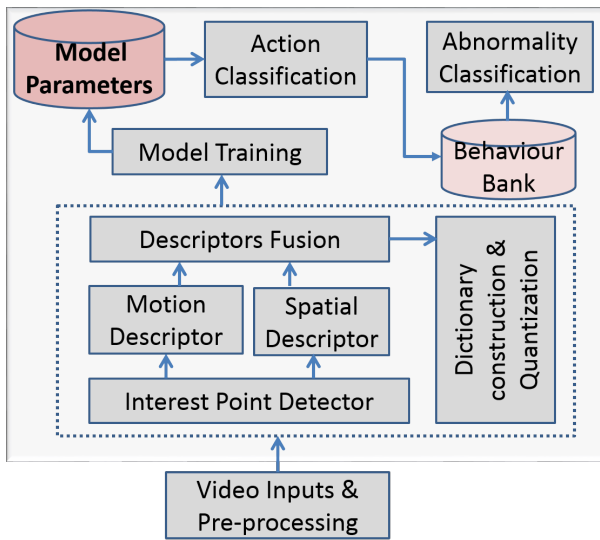 Model
Parameters
Action
Classification
Abnormality
Classification
Model Training
Behaviour
Bank
Descriptors Fusion
Motion
Descriptor
Spatial
Descriptor
Dictionary
construction &
Quantization
Interest Point Detector
Video Inputs &
Pre-processing